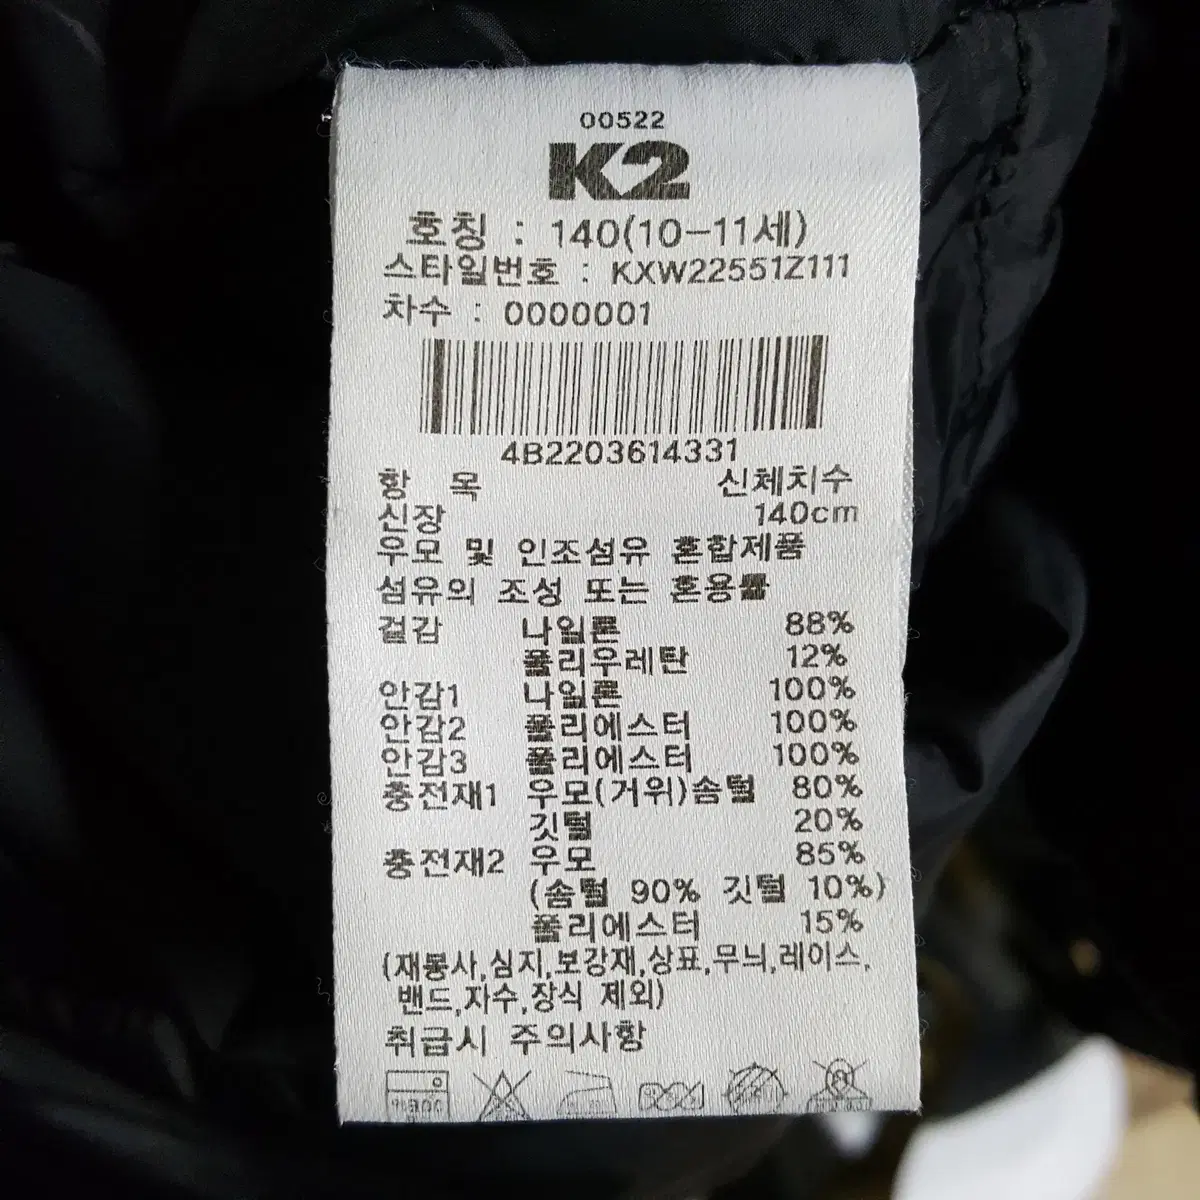 00522
K2
호칭 : 140(10-11세)
스타일번호 : KXW22551Z111
차수 : 0000001
4B2203614331
항 목 신체치수
신장 140cm
우모 및 인조섬유 혼합제품
섬유의 조성 또는 혼용률
겉감 나일론 88%
폴리우레탄 12%
안감1 나일론 100%
안감2 폴리에스터 100%
안감3 폴리에스터 100%
충전재1 우모(거위)솜털 80%
깃털 20%
충전재2 우모 85%
(솜털 90% 깃털 10%)
폴리에스터 15%
(재봉사,심지,보강재,상표,무늬,레이스,
밴드,자수,장식 제외)
취급시 주의사항